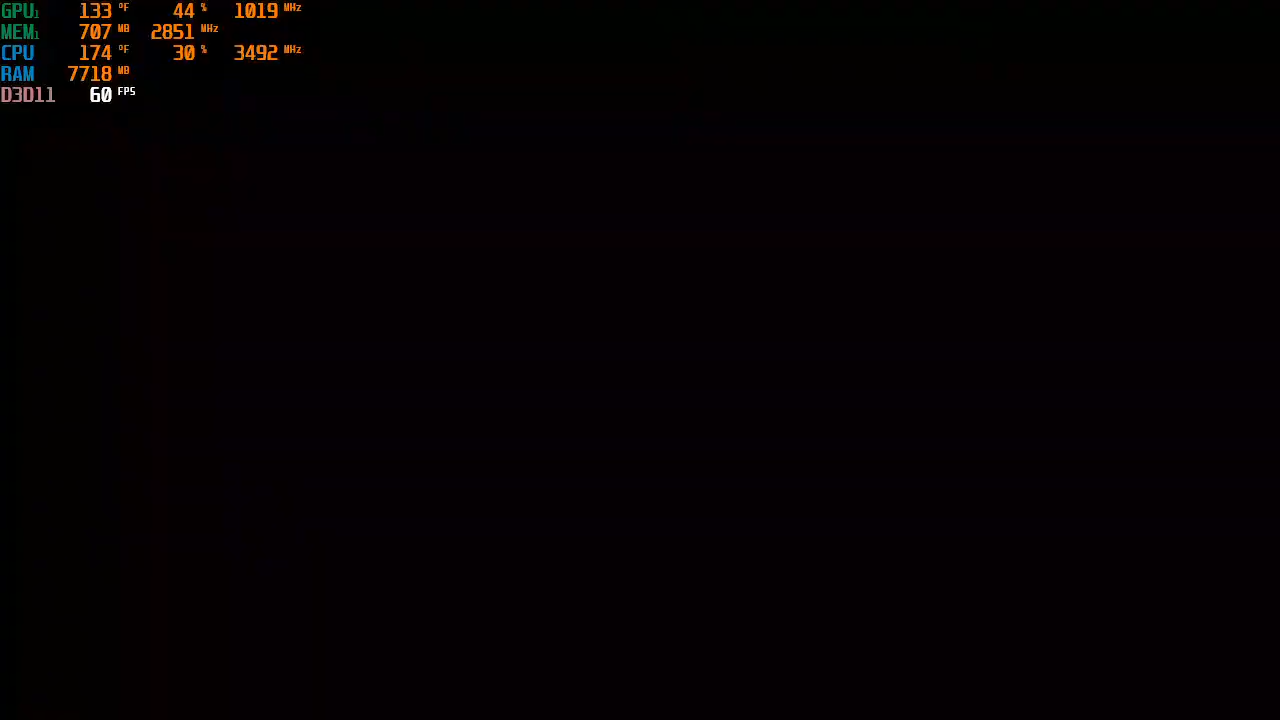 GPU1 133 °F 44 % 1019 MHz
MEM1 707 MB 2851 MHz
CPU 174 °F 30 % 3492 MHz
RAM 7718 MB
D3D11 60 FPS